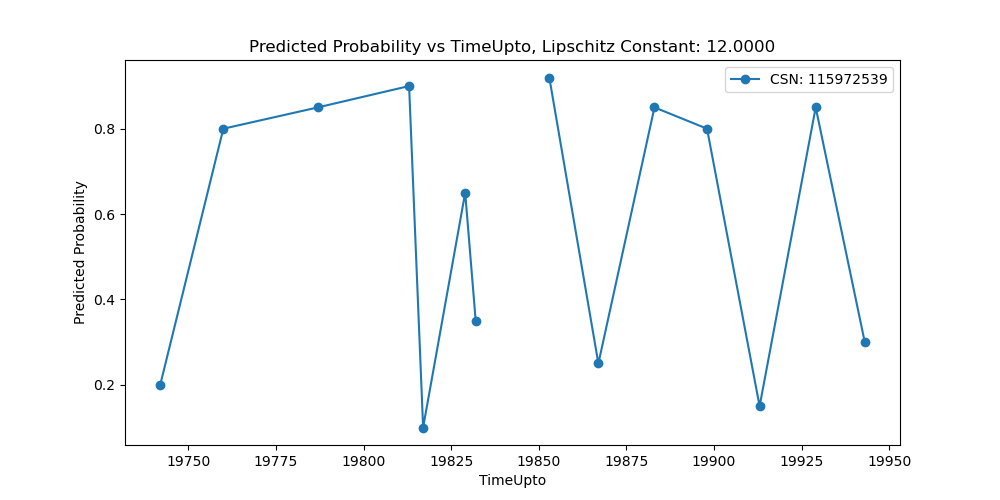 Predicted Probability vs TimeUpto, Lipschitz Constant: 12.0000
CSN: 115972539
Predicted Probability
0.8
0.6
0.4
0.2
19750 19775 19800 19825 19850 19875 19900 19925 19950
TimeUpto